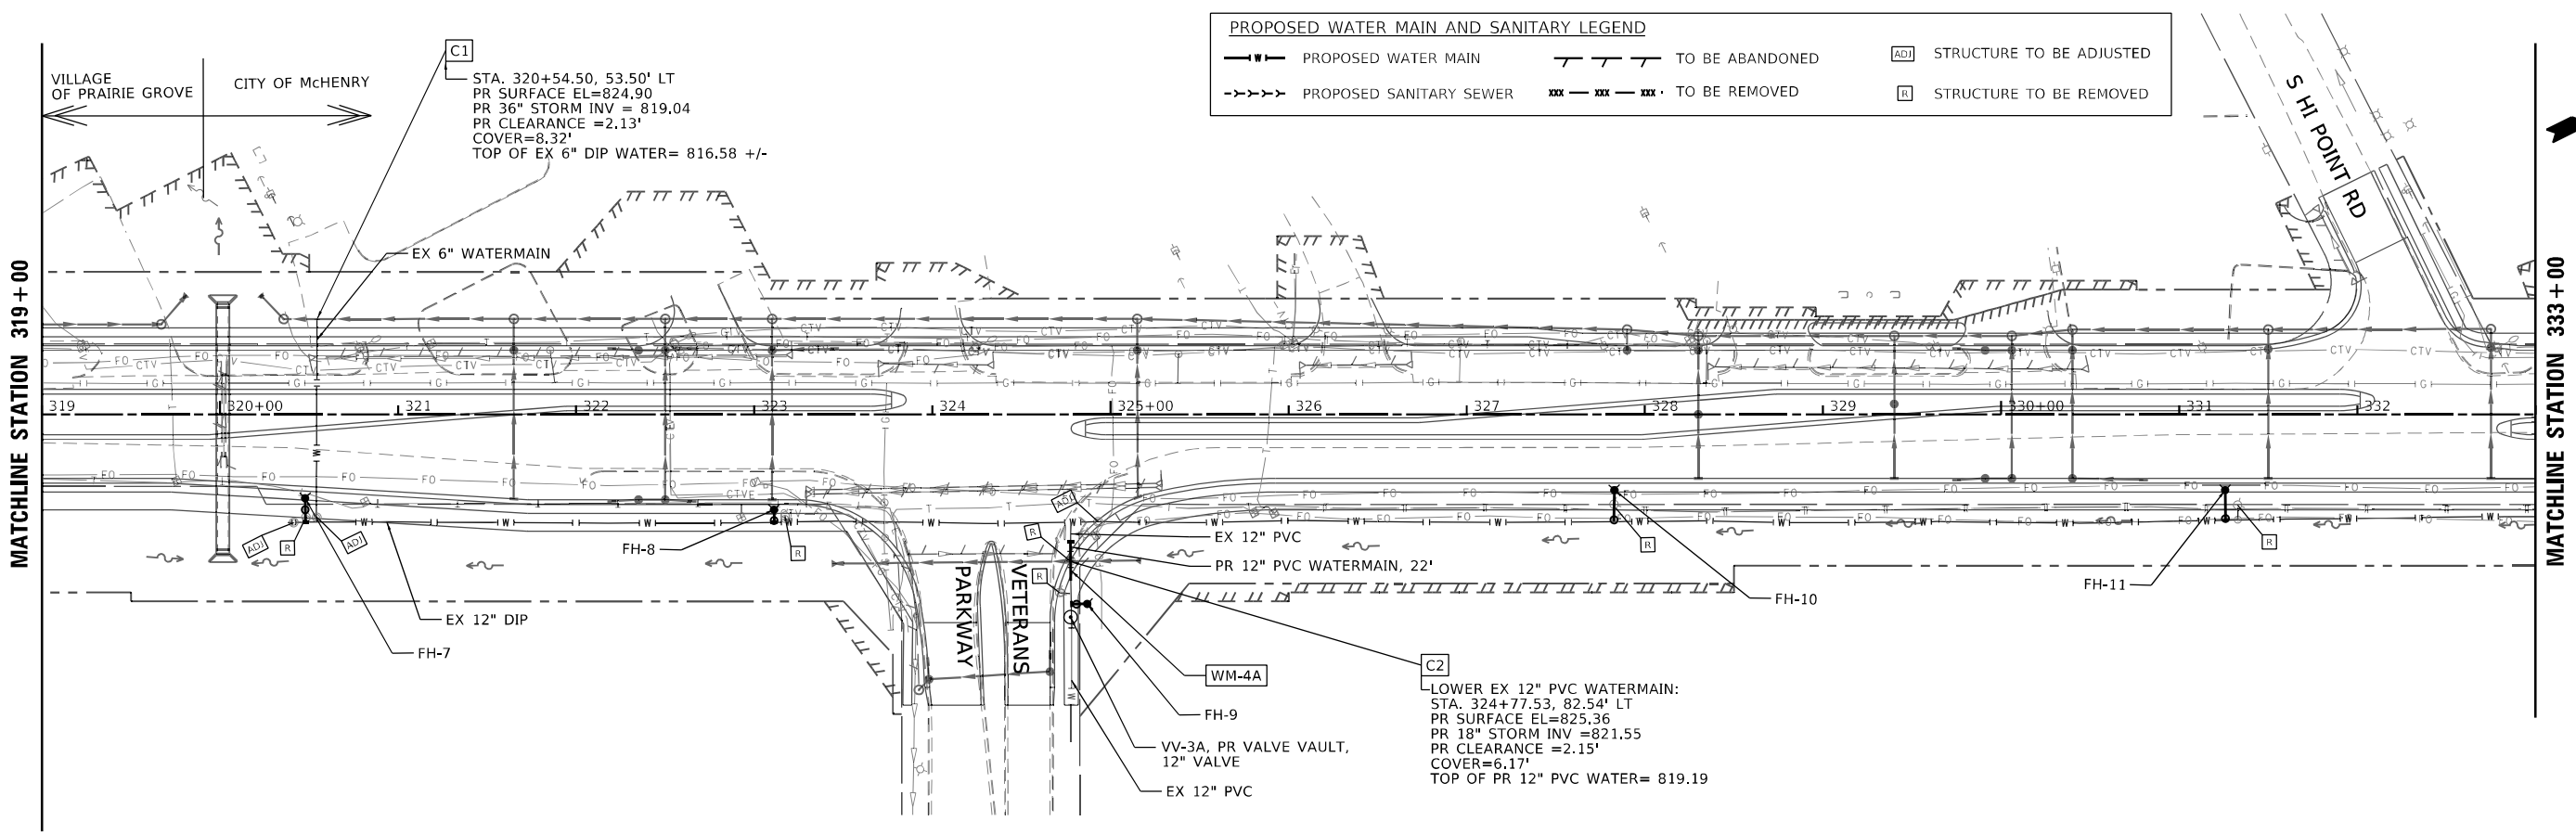 PROPOSED WATER MAIN AND SANITARY LEGEND
W PROPOSED WATER MAIN
TO BE ABANDONED
ADJ STRUCTURE TO BE ADJUSTED
PROPOSED SANITARY SEWER
XXX XXX XXX TO BE REMOVED
R STRUCTURE TO BE REMOVED
VILLAGE
OF PRAIRIE GROVE
CITY OF McHENRY
C1
STA. 320+54.50, 53.50' LT
PR SURFACE EL=824.90
PR 36" STORM INV = 819.04
PR CLEARANCE =2.13'
COVER=8.32'
TOP OF EX 6" DIP WATER= 816.58 +/-
EX 6" WATERMAIN
S HI POINT RD
MATCHLINE STATION 319+00
MATCHLINE STATION 333+00
319
320+00
321
322
323
324
325+00
326
327
328
329
330+00
331
332
ADJ
R
ADJ
FH-8
R
ADJ
R
R
EX 12" PVC
PR 12" PVC WATERMAIN, 22'
R
R
FH-10
FH-11
EX 12" DIP
FH-7
PARKWAY
VETERANS
WM-4A
FH-9
VV-3A, PR VALVE VAULT,
12" VALVE
EX 12" PVC
C2
LOWER EX 12" PVC WATERMAIN:
STA. 324+77.53, 82.54' LT
PR SURFACE EL=825.36
PR 18" STORM INV =821.55
PR CLEARANCE =2.15'
COVER=6.17'
TOP OF PR 12" PVC WATER= 819.19